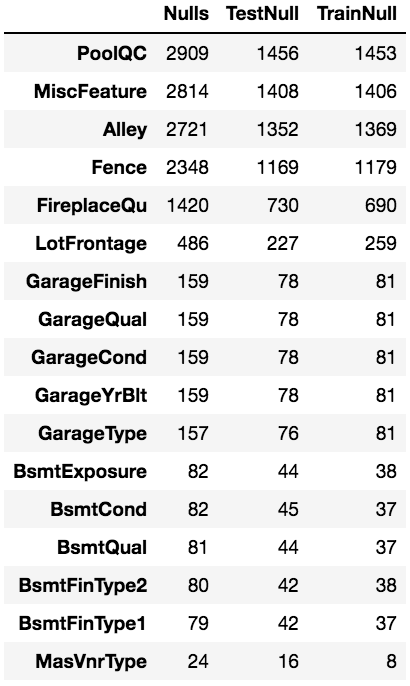 Nulls TestNull TrainNull
PoolQC 2909 1456 1453
MiscFeature 2814 1408 1406
Alley 2721 1352 1369
Fence 2348 1169 1179
FireplaceQu 1420 730 690
LotFrontage 486 227 259
GarageFinish 159 78 81
GarageQual 159 78 81
GarageCond 159 78 81
GarageYrBlt 159 78 81
GarageType 157 76 81
BsmtExposure 82 44 38
BsmtCond 82 45 37
BsmtQual 81 44 37
BsmtFinType2 80 42 38
BsmtFinType1 79 42 37
MasVnrType 24 16 8